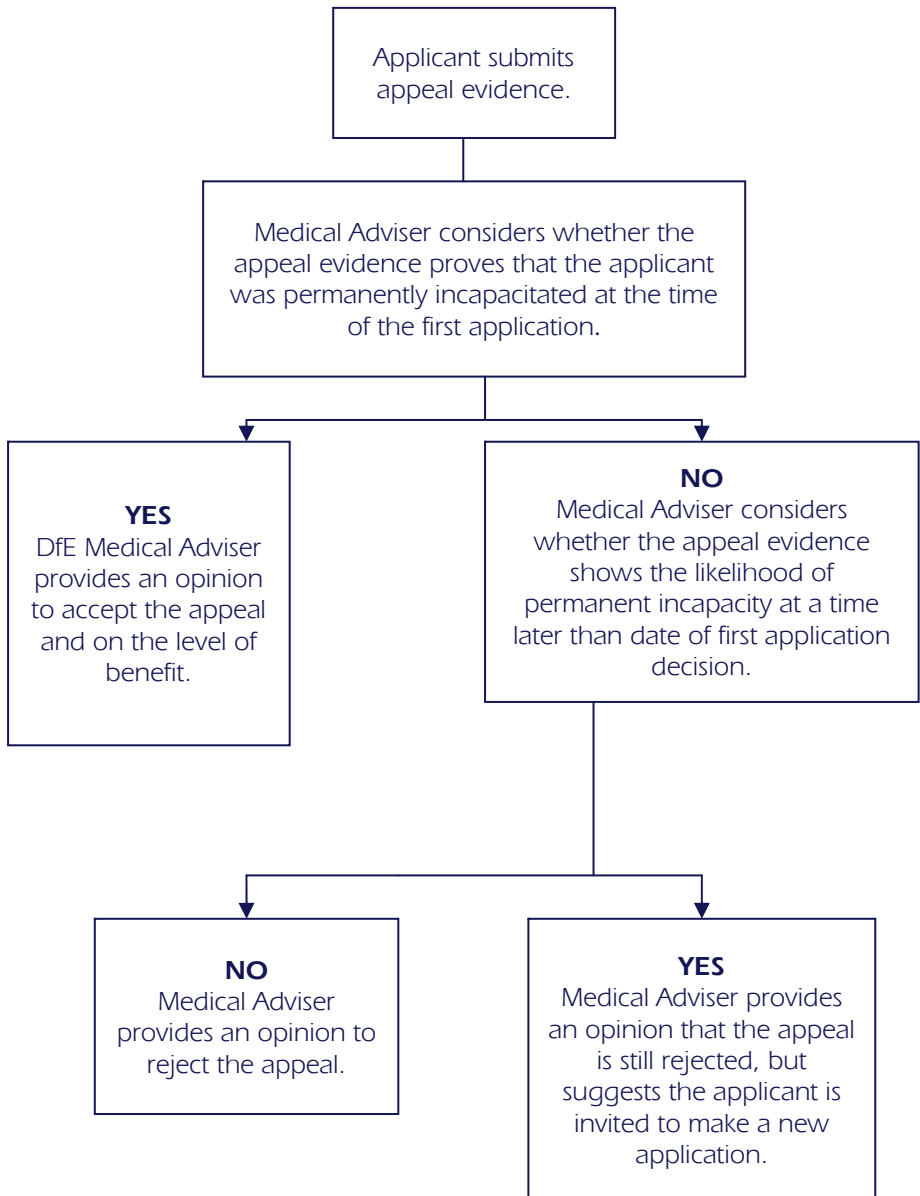 Applicant submits
appeal evidence.
Medical Adviser considers whether the
appeal evidence proves that the applicant
was permanently incapacitated at the time
of the first application.
YES
DfE Medical Adviser
provides an opinion
to accept the appeal
and on the level of
benefit.
NO
Medical Adviser considers
whether the appeal evidence
shows the likelihood of
permanent incapacity at a time
later than date of first application
decision.
NO
Medical Adviser
provides an opinion to
reject the appeal.
YES
Medical Adviser provides
an opinion that the appeal
is still rejected, but
suggests the applicant is
invited to make a new
application.